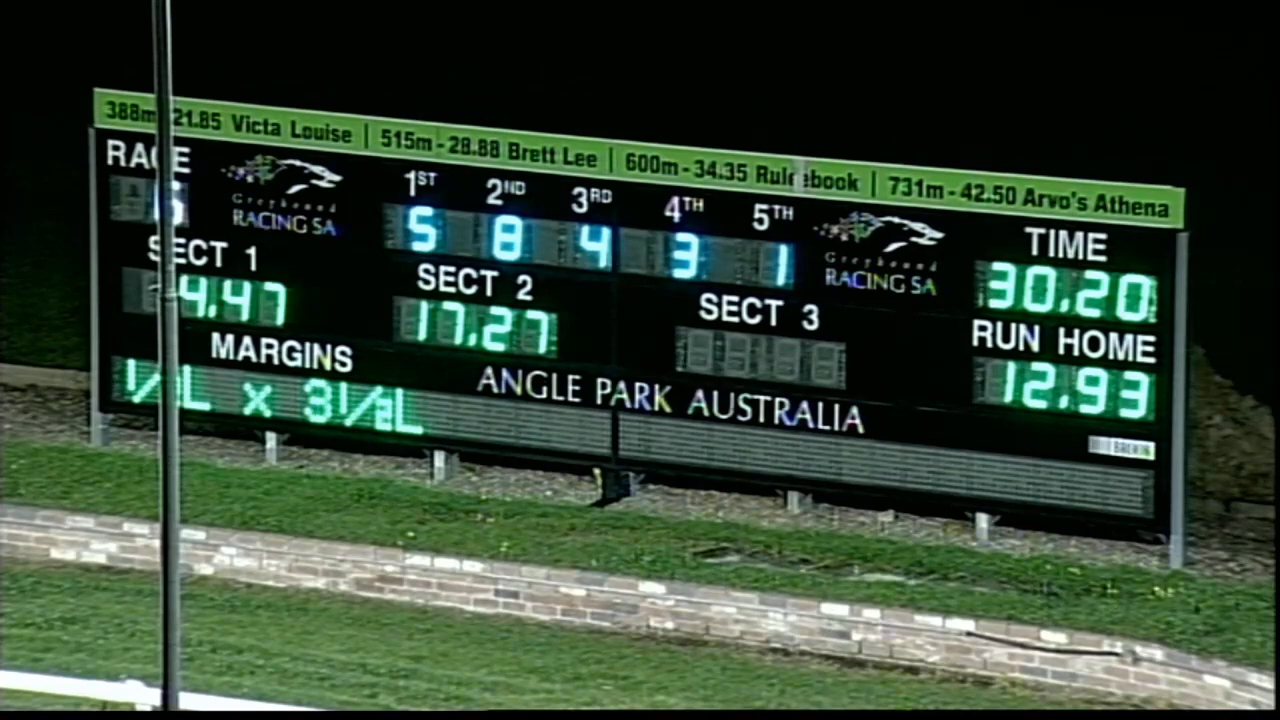 388m 21.85 Victa Louise | 515m - 28.88 Brett Lee | 600m - 34.35 Rulebook | 731m - 42.50 Arvo's Athena
RACE
6
Greyhound
RACING SA
1ST 2ND 3RD 4TH 5TH
5 8 4 3 1
Greyhound
RACING SA
TIME
30.20
SECT 1
4.47
SECT 2
17.27
SECT 3
RUN HOME
12.93
MARGINS
L x 3 1/2L
ANGLE PARK AUSTRALIA